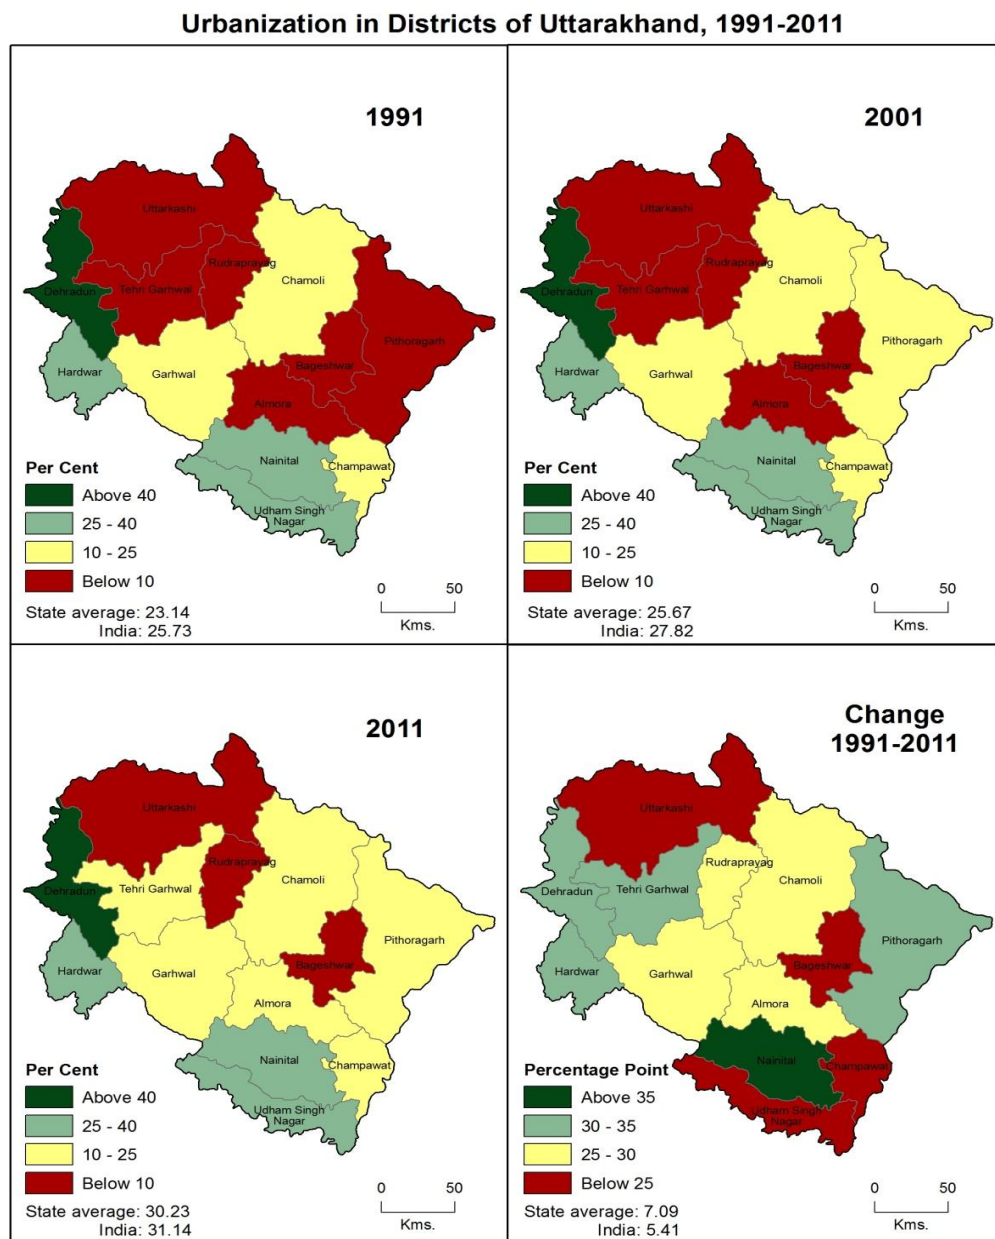 Urbanization in Districts of Uttarakhand, 1991-2011
1991
Uttarkashi
Rudraprayag
Dehradun
Tehri Garhwal
Chamoli
Pithoragarh
Hardwar
Garhwal
Bageshwar
Almora
Nainital
Champawat
Udham Singh
Nagar
Per Cent
Above 40
25 - 40
10 - 25
Below 10
0 50
Kms.
State average: 23.14
India: 25.73
2001
Uttarkashi
Rudraprayag
Dehradun
Tehri Garhwal
Chamoli
Pithoragarh
Hardwar
Garhwal
Bageshwar
Almora
Nainital
Champawat
Udham Singh
Nagar
Per Cent
Above 40
25 - 40
10 - 25
Below 10
0 50
Kms.
State average: 25.67
India: 27.82
2011
Uttarkashi
Rudraprayag
Dehradun
Tehri Garhwal
Chamoli
Pithoragarh
Hardwar
Garhwal
Bageshwar
Almora
Nainital
Champawat
Udham Singh
Nagar
Per Cent
Above 40
25 - 40
10 - 25
Below 10
0 50
Kms.
State average: 30.23
India: 31.14
Change
1991-2011
Uttarkashi
Rudraprayag
Dehradun
Tehri Garhwal
Chamoli
Pithoragarh
Hardwar
Garhwal
Bageshwar
Almora
Nainital
Champawat
Udham Singh
Nagar
Percentage Point
Above 35
30 - 35
25 - 30
Below 25
0 50
Kms.
State average: 7.09
India: 5.41